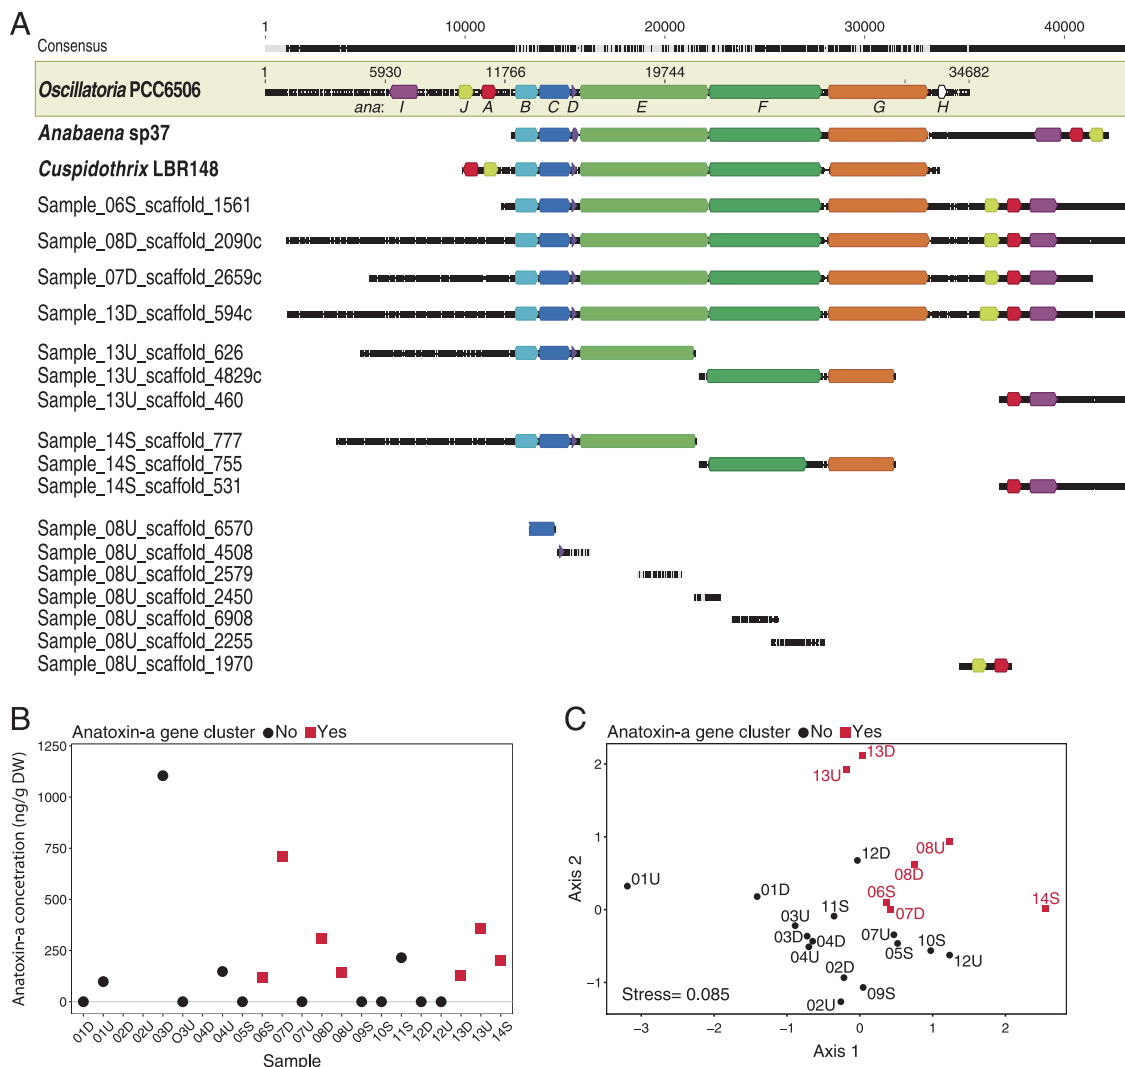 A
1 10000 20000 30000 40000
Consensus
1 5930 11766 19744 34682
Oscillatoria PCC6506
ana: I J A B C D E F G H
Anabaena sp37
Cuspidothrix LBR148
Sample_06S_scaffold_1561
Sample_08D_scaffold_2090c
Sample_07D_scaffold_2659c
Sample_13D_scaffold_594c
Sample_13U_scaffold_626
Sample_13U_scaffold_4829c
Sample_13U_scaffold_460
Sample_14S_scaffold_777
Sample_14S_scaffold_755
Sample_14S_scaffold_531
Sample_08U_scaffold_6570
Sample_08U_scaffold_4508
Sample_08U_scaffold_2579
Sample_08U_scaffold_2450
Sample_08U_scaffold_6908
Sample_08U_scaffold_2255
Sample_08U_scaffold_1970
B
Anatoxin-a gene cluster No Yes
Anatoxin-a concetration (ng/g DW)
1250
1000
750
500
250
0
01D 01U 02D 02U 03D O3U 04D 04U 05S 06S 07D 07U 08D 08U 09S 10S 11S 12D 12U 13D 13U 14S
Sample
C
Anatoxin-a gene cluster No Yes
Axis 2
2
1
0
−1
13D
13U
12D
08U
08D
01U
01D
06S
07D
14S
11S
03U
03D
04D
04U
07U
05S
10S
12U
02D
02U
09S
Stress= 0.085
−3 −2 −1 0 1 2
Axis 1